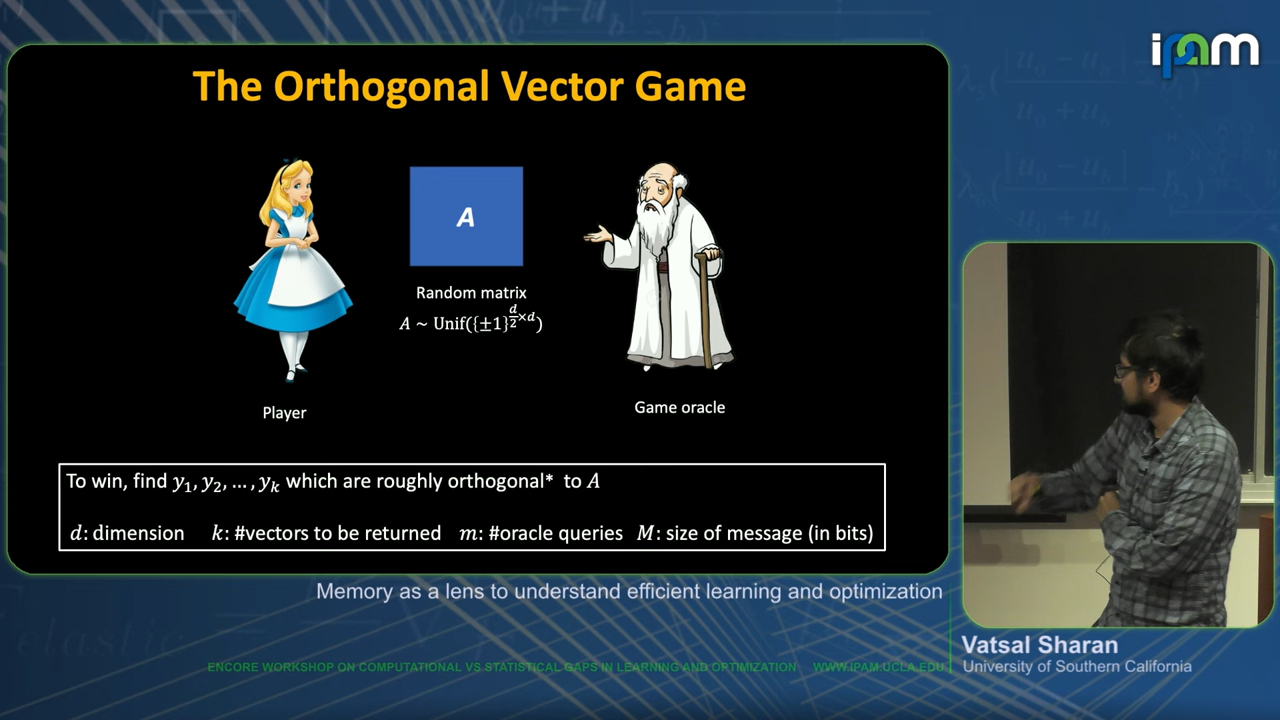 ipam
The Orthogonal Vector Game
A
Random matrix
A ~ Unif({±1}^{d/2×d})
Player
Game oracle
To win, find y₁, y₂, …, yₖ which are roughly orthogonal* to A
d: dimension k: #vectors to be returned m: #oracle queries M: size of message (in bits)
Memory as a lens to understand efficient learning and optimization
Vatsal Sharan
University of Southern California
ENCORE WORKSHOP ON COMPUTATIONAL VS STATISTICAL GAPS IN LEARNING AND OPTIMIZATION WWW.IPAM.UCLA.EDU